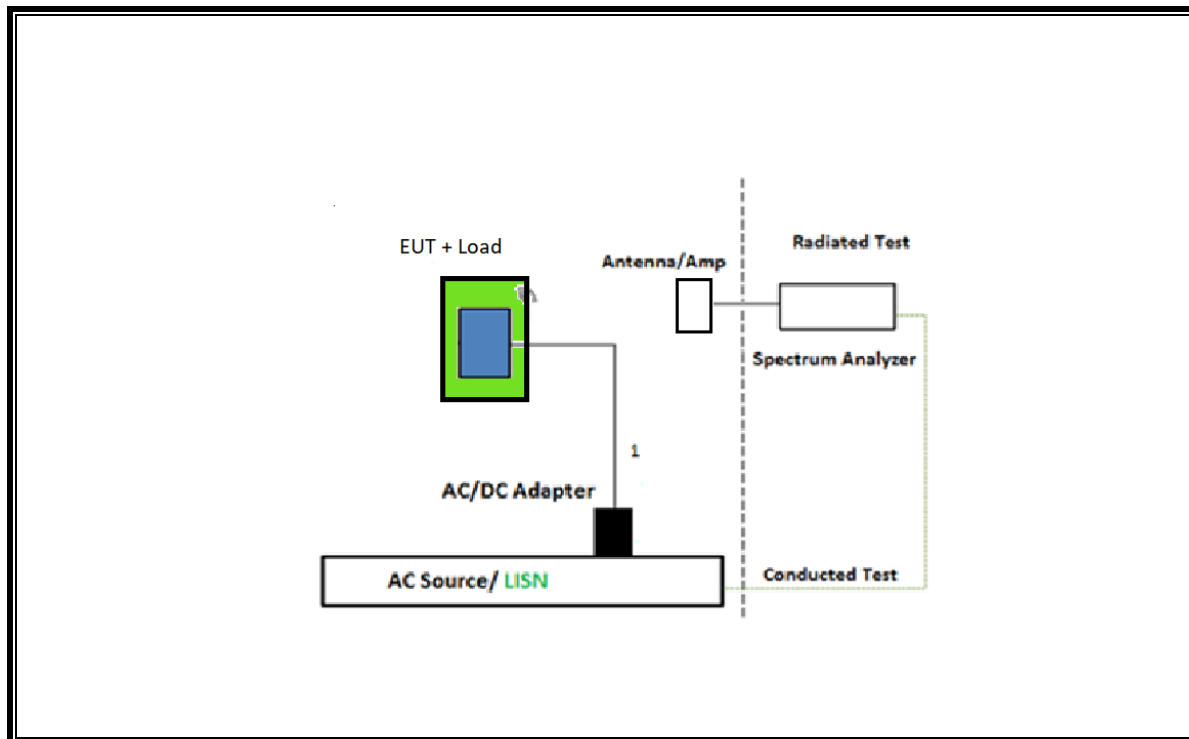 EUT + Load
Radiated Test
Antenna/Amp
Spectrum Analyzer
1
AC/DC Adapter
AC Source/ LISN
Conducted Test